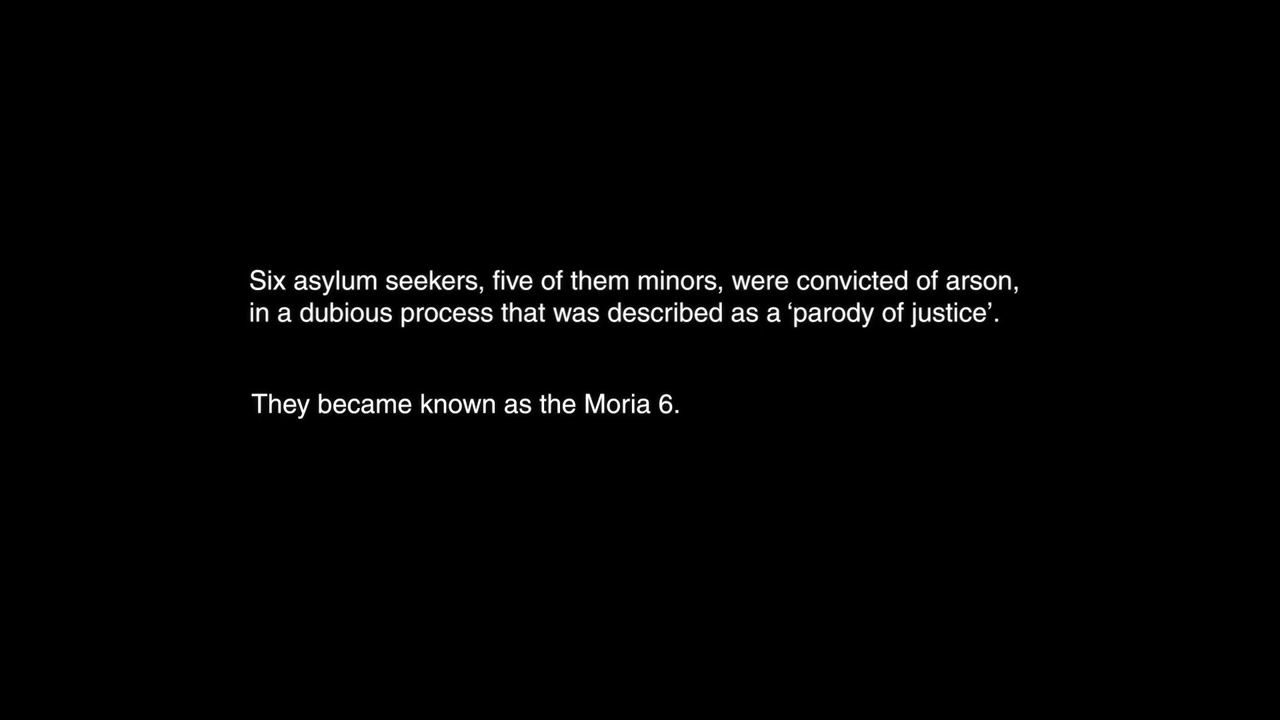 Six asylum seekers, five of them minors, were convicted of arson,
in a dubious process that was described as a ‘parody of justice’.
They became known as the Moria 6.